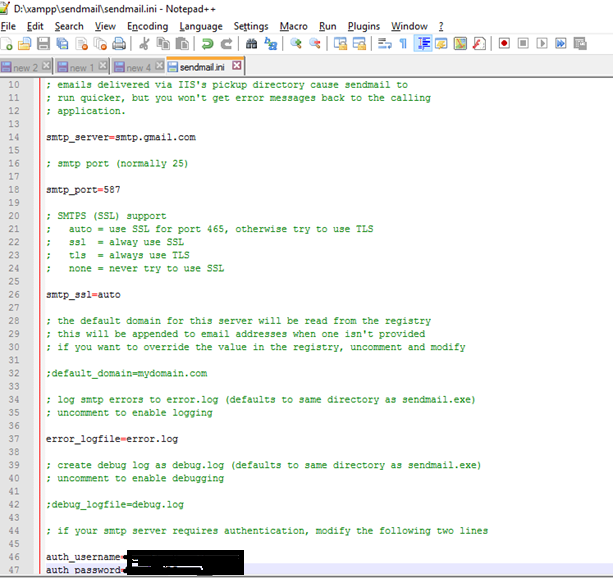 D:\xampp\sendmail\sendmail.ini - Notepad++
File Edit Search View Encoding Language Settings Macro Run Plugins Window ?
new 2 new 1 new 4 sendmail.ini
10 ; emails delivered via IIS's pickup directory cause sendmail to
11 ; run quicker, but you won't get error messages back to the calling
12 ; application.
13
14 smtp_server=smtp.gmail.com
15
16 ; smtp port (normally 25)
17
18 smtp_port=587
19
20 ; SMTPS (SSL) support
21 ;   auto = use SSL for port 465, otherwise try to use TLS
22 ;   ssl  = alway use SSL
23 ;   tls  = always use TLS
24 ;   none = never try to use SSL
25
26 smtp_ssl=auto
27
28 ; the default domain for this server will be read from the registry
29 ; this will be appended to email addresses when one isn't provided
30 ; if you want to override the value in the registry, uncomment and modify
31
32 ;default_domain=mydomain.com
33
34 ; log smtp errors to error.log (defaults to same directory as sendmail.exe)
35 ; uncomment to enable logging
36
37 error_logfile=error.log
38
39 ; create debug log as debug.log (defaults to same directory as sendmail.exe)
40 ; uncomment to enable debugging
41
42 ;debug_logfile=debug.log
43
44 ; if your smtp server requires authentication, modify the following two lines
45
46 auth_username=
47 auth_password=